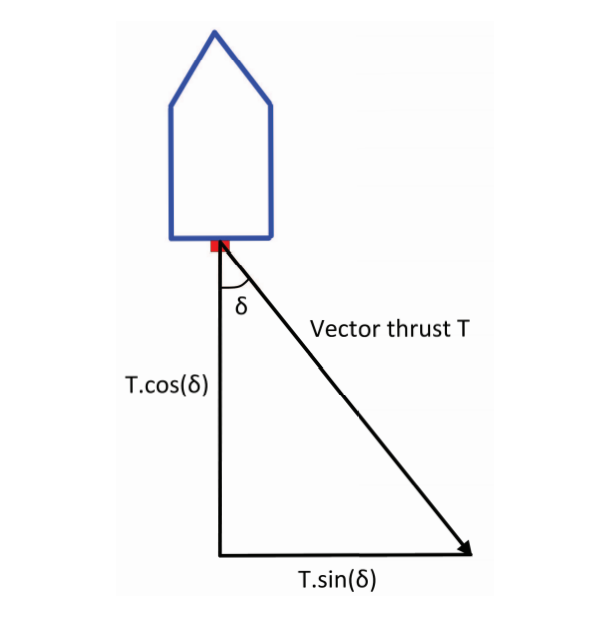 δ
Vector thrust T
T.cos(δ)
T.sin(δ)